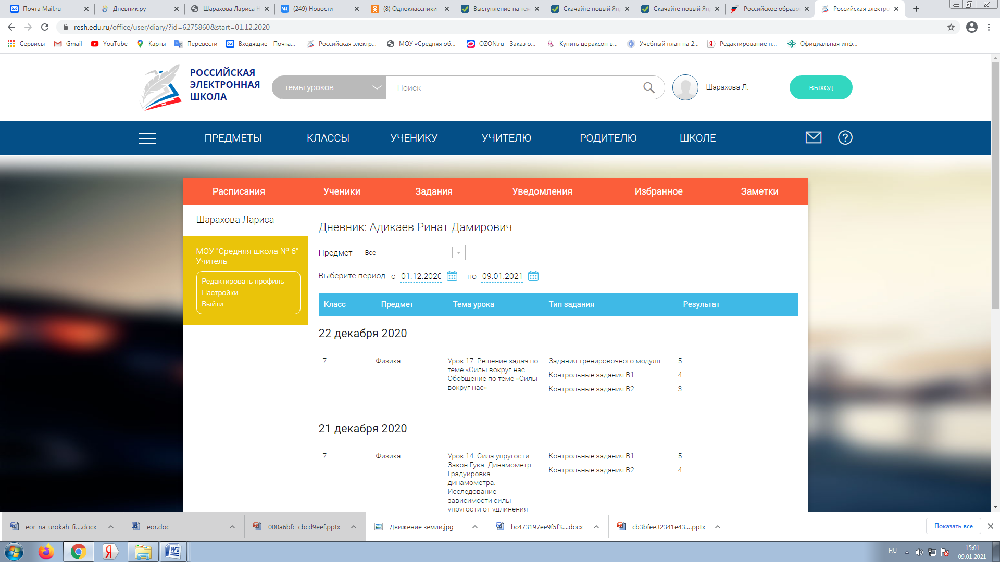 Почта Mail.ru
Дневник.ру
Шарахова Лариса
(249) Новости
(8) Одноклассники
Выступление на тем
Скачайте новый Ян
Скачайте новый Ян
Российское образо
Российская электро
resh.edu.ru/office/user/diary/?id=6275860&start=01.12.2020
Сервисы
Gmail
YouTube
Карты
Перевести
Входящие - Почта...
Российская электр...
МОУ «Средняя об...
OZON.ru - Заказ о...
Купить цераксон в...
Учебный план на 2...
Редактирование п...
Официальная инф...
РОССИЙСКАЯ
ЭЛЕКТРОННАЯ
ШКОЛА
темы уроков
Поиск
Шарахова Л.
выход
ПРЕДМЕТЫ
КЛАССЫ
УЧЕНИКУ
УЧИТЕЛЮ
РОДИТЕЛЮ
ШКОЛЕ
Расписания
Ученики
Задания
Уведомления
Избранное
Заметки
Шарахова Лариса
МОУ "Средняя школа № 6"
Учитель
Редактировать профиль
Настройки
Выйти
Дневник: Адикаев Ринат Дамирович
Предмет Все
Выберите период с 01.12.2020 по 09.01.2021
Класс Предмет Тема урока Тип задания Результат
22 декабря 2020
7 Физика Урок 17. Решение задач по Задания тренировочного модуля 5
теме «Силы вокруг нас.
Контрольные задания В1 4
Обобщение по теме «Силы
вокруг нас»
Контрольные задания В2 3
21 декабря 2020
7 Физика Урок 14. Сила упругости. Контрольные задания В1 5
Закон Гука. Динамометр.
Контрольные задания В2 4
Градуировка
динамометра.
Исследование
зависимости силы
упругости от удлинения
eor_na_urokah_fi....docx
eor.doc
000a6bfc-cbcd9eef.pptx
Движение земли.jpg
bc473197ee9f5f3....docx
cb3bfee32341e43....pptx
Показать все
RU
15:01
09.01.2021